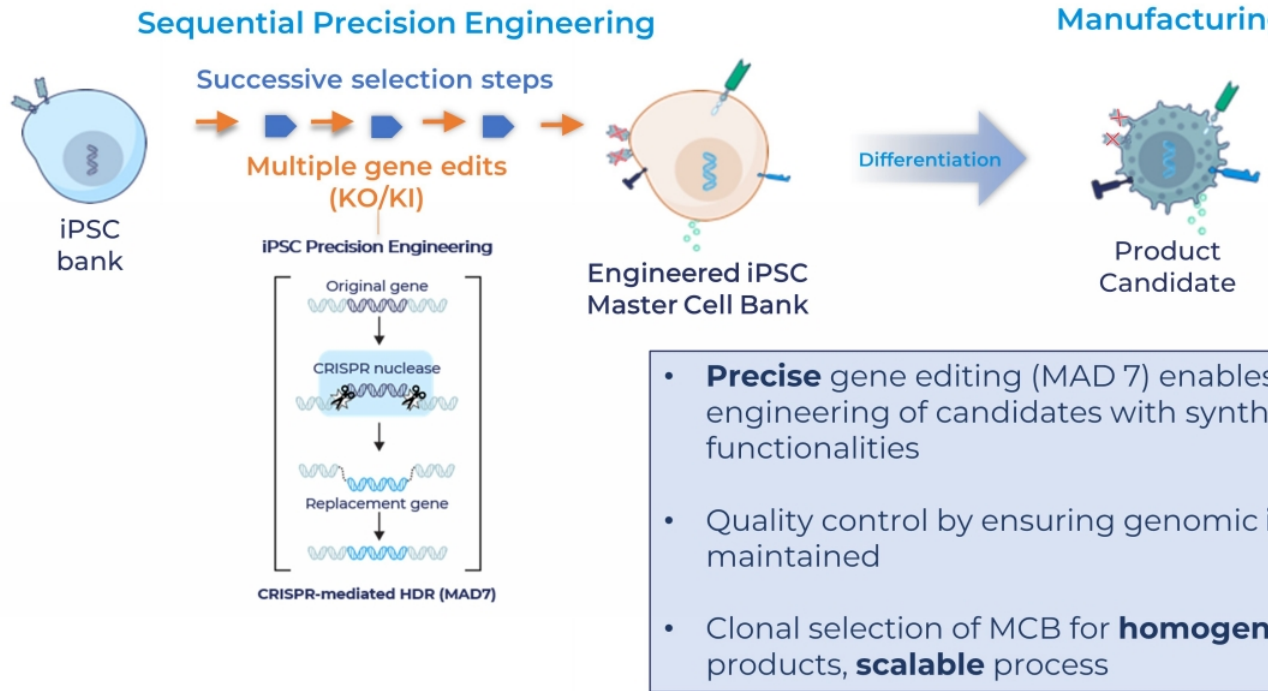 Sequential Precision Engineering
Manufacturing
Successive selection steps
Multiple gene edits
(KO/KI)
iPSC
bank
iPSC Precision Engineering
Original gene
CRISPR nuclease
Replacement gene
CRISPR-mediated HDR (MAD7)
Engineered iPSC
Master Cell Bank
Differentiation
Product
Candidate
• Precise gene editing (MAD 7) enables
engineering of candidates with synth
functionalities
• Quality control by ensuring genomic i
maintained
• Clonal selection of MCB for homogen
products, scalable process